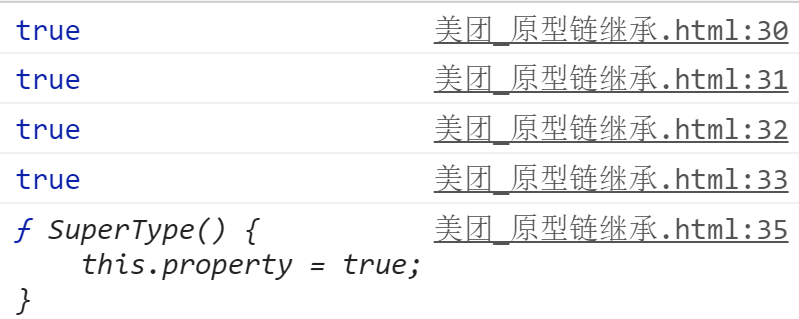 true 美团_原型链继承.html:30
true 美团_原型链继承.html:31
true 美团_原型链继承.html:32
true 美团_原型链继承.html:33
ƒ SuperType() { 美团_原型链继承.html:35
    this.property = true;
}